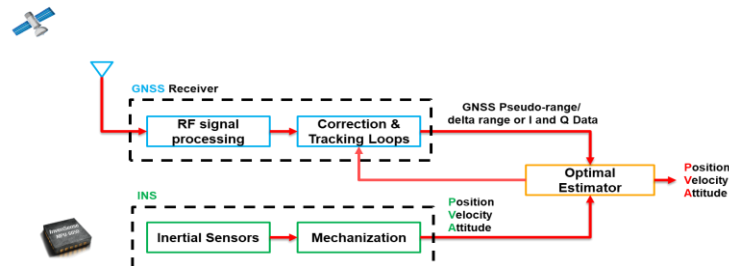 GNSS Receiver
RF signal
processing
Correction &
Tracking Loops
GNSS Pseudo-range/
delta range or I and Q Data
Optimal
Estimator
Position
Velocity
Attitude
INS
Inertial Sensors
Mechanization
Position
Velocity
Attitude
InvenSense